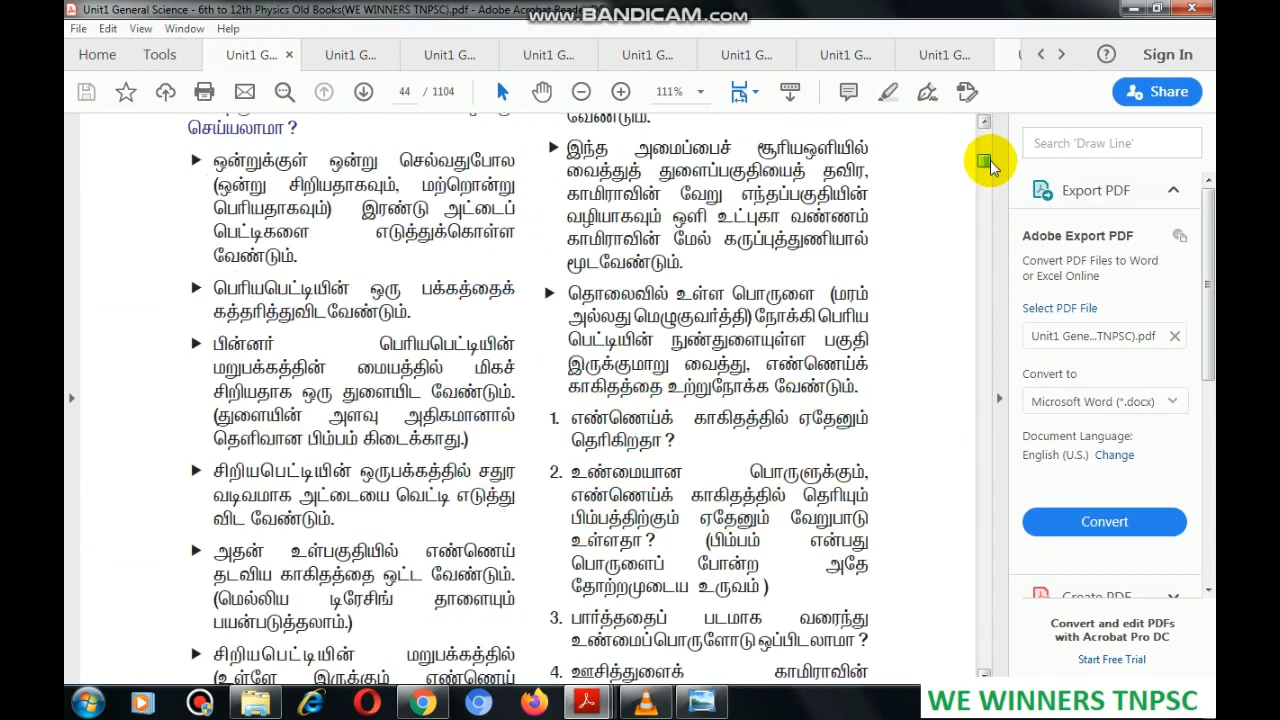 Unit1 General Science - 6th to 12th Physics Old Books(WE WINNERS TNPSC).pdf - Adobe Acrobat Reader DC
www.BANDICAM.com
File Edit View Window Help
Home Tools Unit1 G... × Unit1 G... Unit1 G... Unit1 G... Unit1 G... Unit1 G... Unit1 G... Unit1 G... Sign In
44 / 1104 111% Share
செய்யலாமா ?
ஒன்றுக்குள் ஒன்று செல்வதுபோல
(ஒன்று சிறியதாகவும், மற்றொன்று
பெரியதாகவும்) இரண்டு அட்டைப்
பெட்டிகளை எடுத்துக்கொள்ள
வேண்டும்.
பெரியபெட்டியின் ஒரு பக்கத்தைக்
கத்தரித்துவிடவேண்டும்.
பின்னர் பெரியபெட்டியின்
மறுபக்கத்தின் மையத்தில் மிகச்
சிறியதாக ஒரு துளையிட வேண்டும்.
(துளையின் அளவு அதிகமானால்
தெளிவான பிம்பம் கிடைக்காது.)
சிறியபெட்டியின் ஒருபக்கத்தில் சதுர
வடிவமாக அட்டையை வெட்டி எடுத்து
விட வேண்டும்.
அதன் உள்பகுதியில் எண்ணெய்
தடவிய காகிதத்தை ஒட்ட வேண்டும்.
(மெல்லிய டிரேசிங் தாளையும்
பயன்படுத்தலாம்.)
சிறியபெட்டியின் மறுபக்கத்தில்
(உள்ளே இருக்கும் எண்ணெய்
வேண்டும்.
இந்த அமைப்பைச் சூரியஒளியில்
வைத்துத் துளைப்பகுதியைத் தவிர,
காமிராவின் வேறு எந்தப்பகுதியின்
வழியாகவும் ஒளி உட்புகா வண்ணம்
காமிராவின் மேல் கருப்புத்துணியால்
மூடவேண்டும்.
தொலைவில் உள்ள பொருளை (மரம்
அல்லது மெழுகுவர்த்தி) நோக்கி பெரிய
பெட்டியின் நுண்துளையுள்ள பகுதி
இருக்குமாறு வைத்து, எண்ணெய்க்
காகிதத்தை உற்றுநோக்க வேண்டும்.
1. எண்ணெய்க் காகிதத்தில் ஏதேனும்
தெரிகிறதா ?
2. உண்மையான பொருளுக்கும்,
எண்ணெய்க் காகிதத்தில் தெரியும்
பிம்பத்திற்கும் ஏதேனும் வேறுபாடு
உள்ளதா ? (பிம்பம் என்பது
பொருளைப் போன்ற அதே
தோற்றமுடைய உருவம் )
3. பார்த்ததைப் படமாக வரைந்து
உண்மைப்பொருளோடு ஒப்பிடலாமா ?
4. ஊசித்துளைக் காமிராவின்
Search 'Draw Line'
Export PDF
Adobe Export PDF
Convert PDF Files to Word
or Excel Online
Select PDF File
Unit1 Gene...TNPSC).pdf ×
Convert to
Microsoft Word (*.docx)
Document Language:
English (U.S.) Change
Convert
Create PDF
Convert and edit PDFs
with Acrobat Pro DC
Start Free Trial
WE WINNERS TNPSC